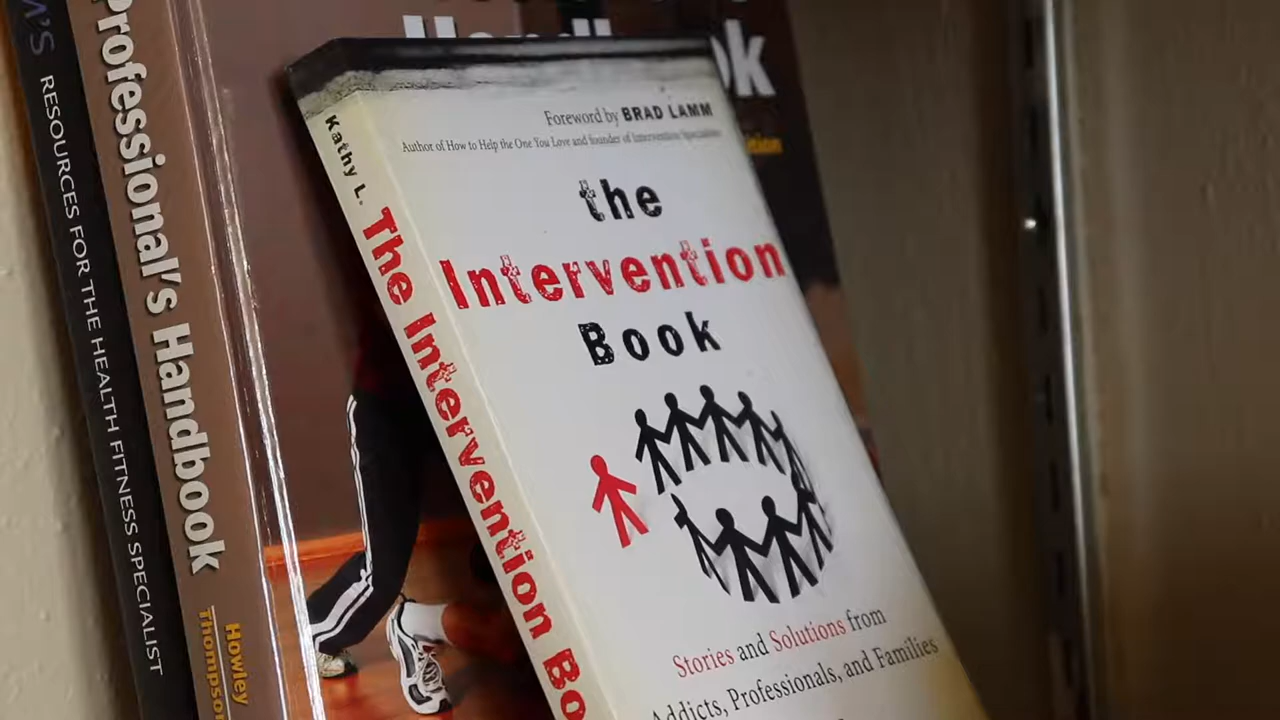 M'S RESOURCES FOR THE HEALTH FITNESS SPECIALIST
Professional's Handbook
Howley
Thompson
Handbook
Kathy L. The Intervention Bo
Foreword by BRAD LAMM
Author of How to Help the One You Love and founder of Intervention Specialists
the
Intervention
Book
Stories and Solutions from
Addicts, Professionals, and Families